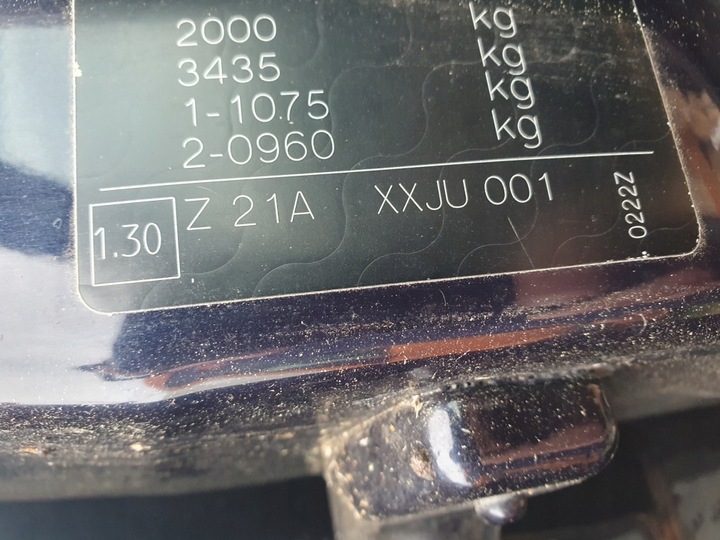 2000 kg
3435 kg
1-1075 kg
2-0960 kg
1.30 Z 21A XXJU 001
0222Z